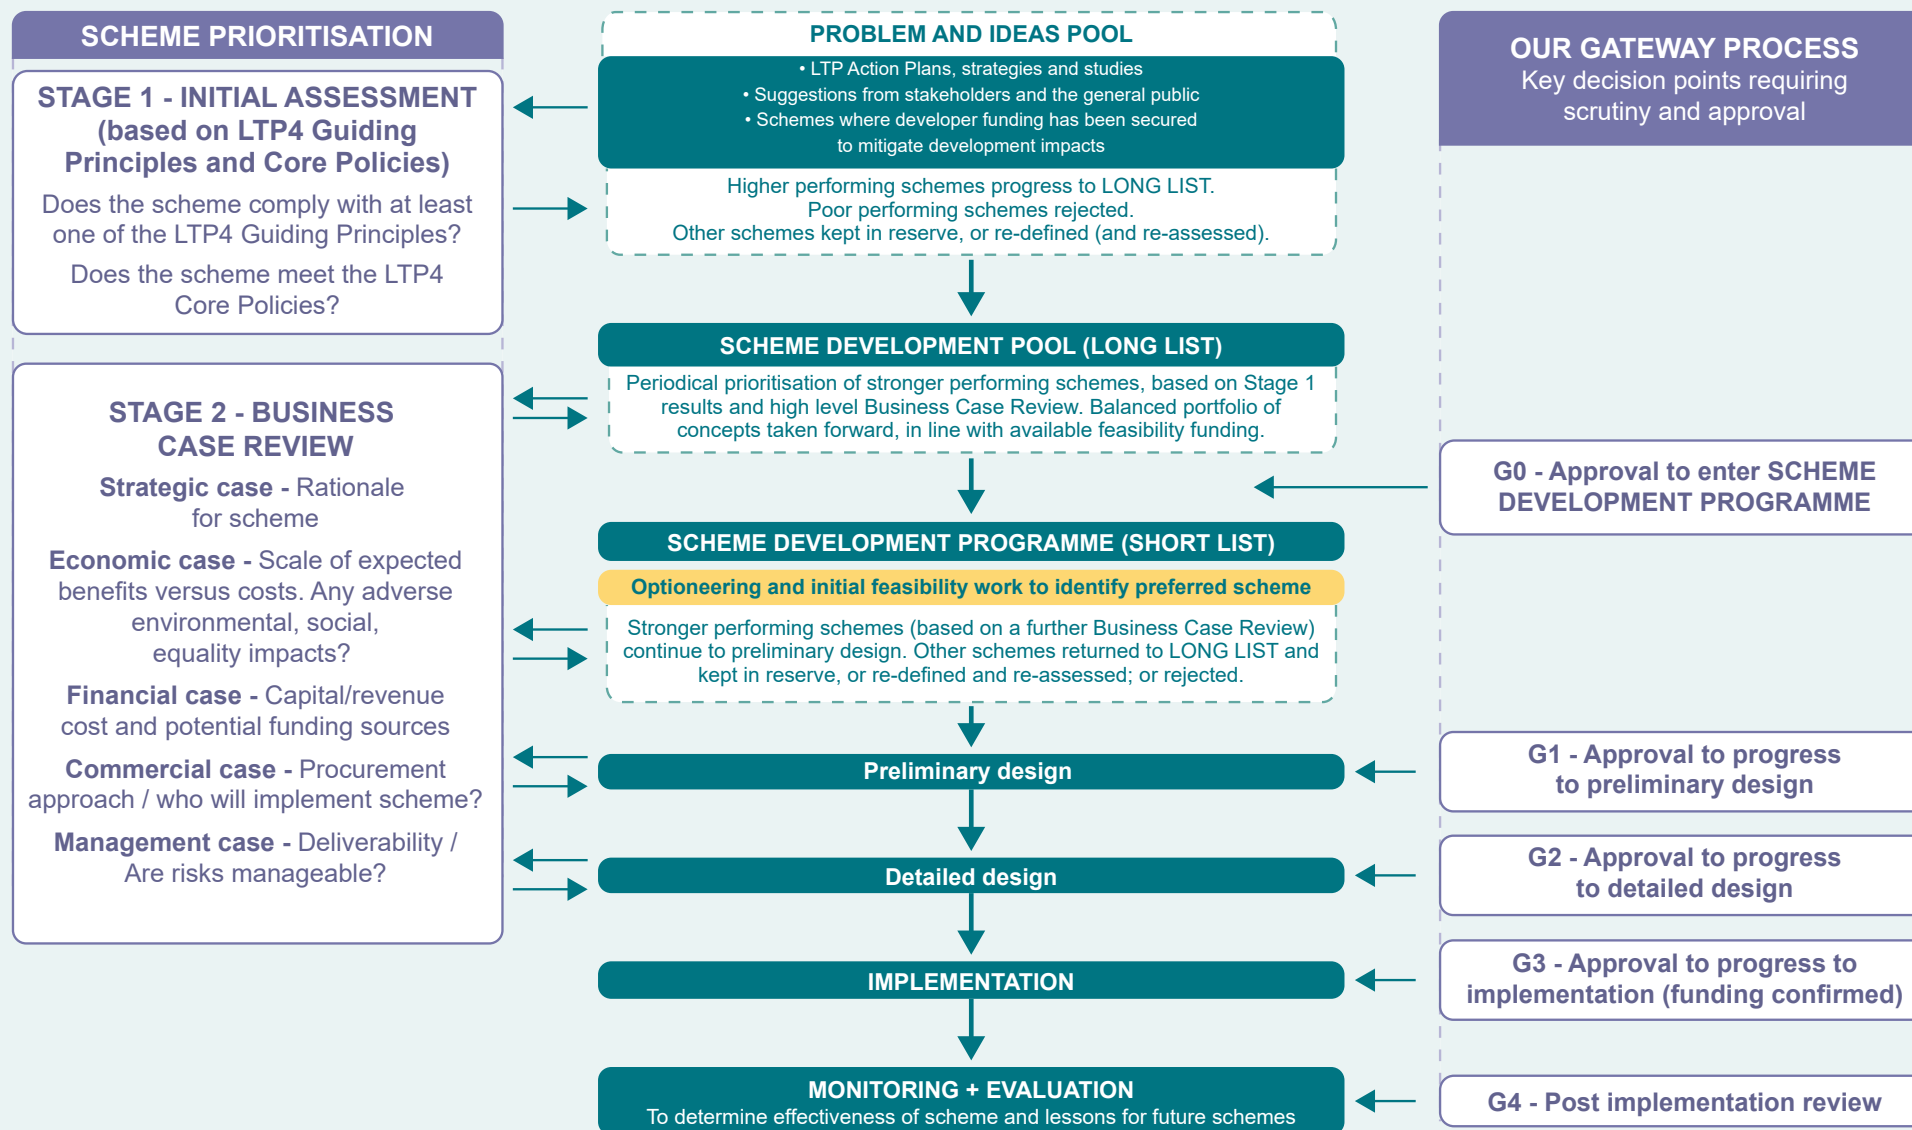 SCHEME PRIORITISATION
STAGE 1 - INITIAL ASSESSMENT
(based on LTP4 Guiding
Principles and Core Policies)
Does the scheme comply with at least
one of the LTP4 Guiding Principles?
Does the scheme meet the LTP4
Core Policies?
STAGE 2 - BUSINESS
CASE REVIEW
Strategic case - Rationale
for scheme
Economic case - Scale of expected
benefits versus costs. Any adverse
environmental, social,
equality impacts?
Financial case - Capital/revenue
cost and potential funding sources
Commercial case - Procurement
approach / who will implement scheme?
Management case - Deliverability /
Are risks manageable?
PROBLEM AND IDEAS POOL
• LTP Action Plans, strategies and studies
• Suggestions from stakeholders and the general public
• Schemes where developer funding has been secured
to mitigate development impacts
Higher performing schemes progress to LONG LIST.
Poor performing schemes rejected.
Other schemes kept in reserve, or re-defined (and re-assessed).
SCHEME DEVELOPMENT POOL (LONG LIST)
Periodical prioritisation of stronger performing schemes, based on Stage 1
results and high level Business Case Review. Balanced portfolio of
concepts taken forward, in line with available feasibility funding.
SCHEME DEVELOPMENT PROGRAMME (SHORT LIST)
Optioneering and initial feasibility work to identify preferred scheme
Stronger performing schemes (based on a further Business Case Review)
continue to preliminary design. Other schemes returned to LONG LIST and
kept in reserve, or re-defined and re-assessed; or rejected.
Preliminary design
Detailed design
IMPLEMENTATION
MONITORING + EVALUATION
To determine effectiveness of scheme and lessons for future schemes
OUR GATEWAY PROCESS
Key decision points requiring
scrutiny and approval
G0 - Approval to enter SCHEME
DEVELOPMENT PROGRAMME
G1 - Approval to progress
to preliminary design
G2 - Approval to progress
to detailed design
G3 - Approval to progress to
implementation (funding confirmed)
G4 - Post implementation review